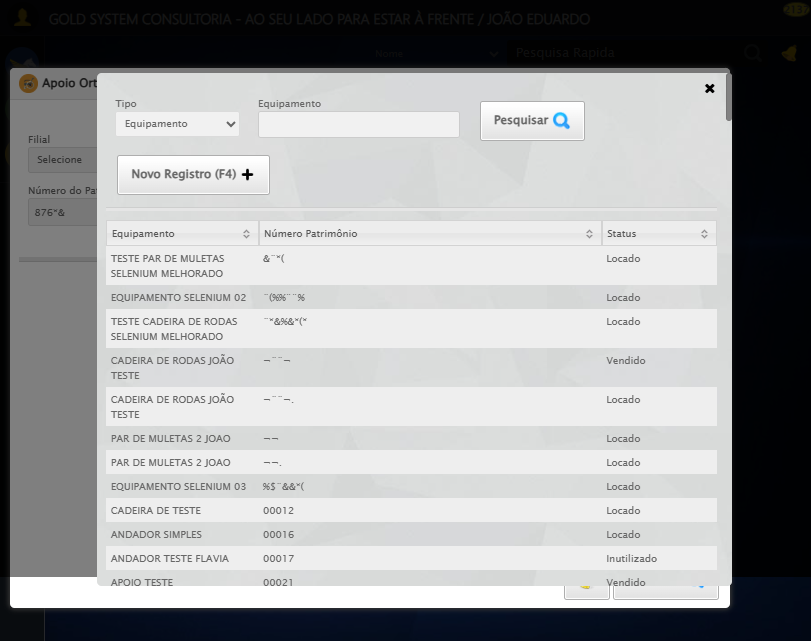 GOLD SYSTEM CONSULTORIA - AO SEU LADO PARA ESTAR À FRENTE / JOÃO EDUARDO
Nome
Pesquisa Rapida
Apoio Ort
Tipo
Equipamento
Equipamento
Pesquisar
Filial
Selecione
Novo Registro (F4)
Número do Pa
876*&
Equipamento Número Patrimônio Status
TESTE PAR DE MULETAS &¨*( Locado
SELENIUM MELHORADO
EQUIPAMENTO SELENIUM 02 ¨(%%¨¨% Locado
TESTE CADEIRA DE RODAS ¨*&%&*(* Locado
SELENIUM MELHORADO
CADEIRA DE RODAS JOÃO ¬¨¨¬ Vendido
TESTE
CADEIRA DE RODAS JOÃO ¬¨¨¬. Locado
TESTE
PAR DE MULETAS 2 JOAO ¬¬ Locado
PAR DE MULETAS 2 JOAO ¬¬. Locado
EQUIPAMENTO SELENIUM 03 %$¨&&*( Locado
CADEIRA DE TESTE 00012 Locado
ANDADOR SIMPLES 00016 Locado
ANDADOR TESTE FLAVIA 00017 Inutilizado
APOIO TESTE 00021 Vendido